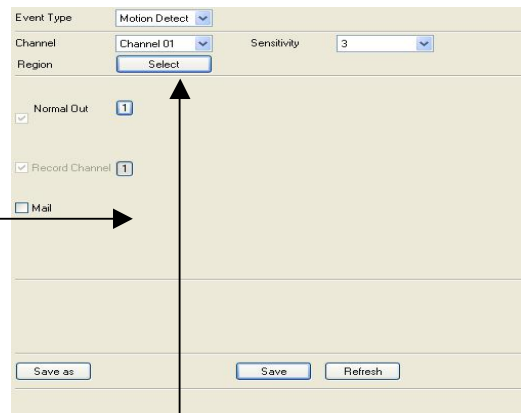 Event Type Motion Detect
Channel Channel 01 Sensitivity 3
Region Select
Normal Out 1
Record Channel 1
Mail
Save as Save Refresh